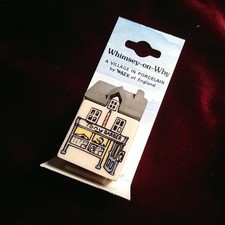 Whimsey-on-Why
A VILLAGE IN PORCELAIN
by WADE of England